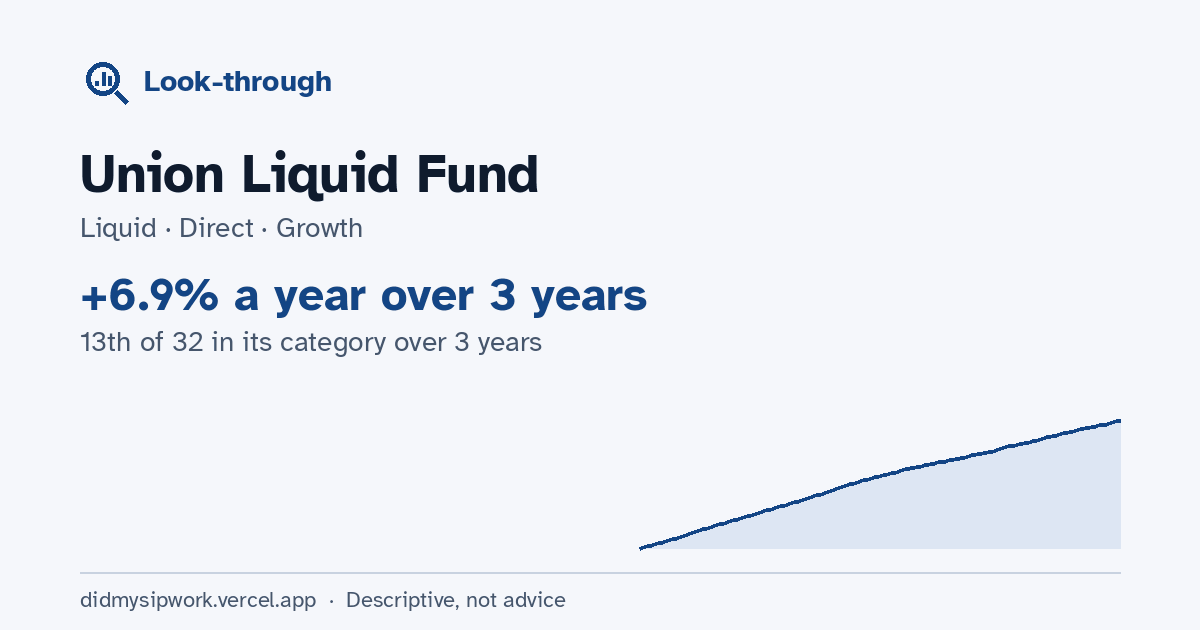 Look-through
Union Liquid Fund
Liquid · Direct · Growth
+6.9% a year over 3 years
13th of 32 in its category over 3 years
didmysipwork.vercel.app · Descriptive, not advice